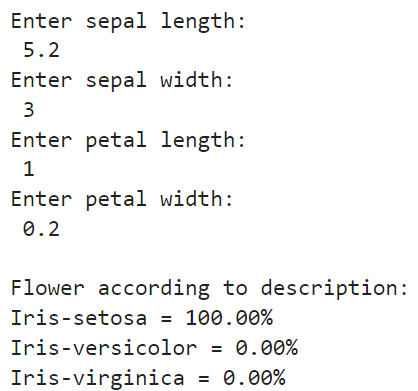 Enter sepal length:
5.2
Enter sepal width:
3
Enter petal length:
1
Enter petal width:
0.2
Flower according to description:
Iris-setosa = 100.00%
Iris-versicolor = 0.00%
Iris-virginica = 0.00%